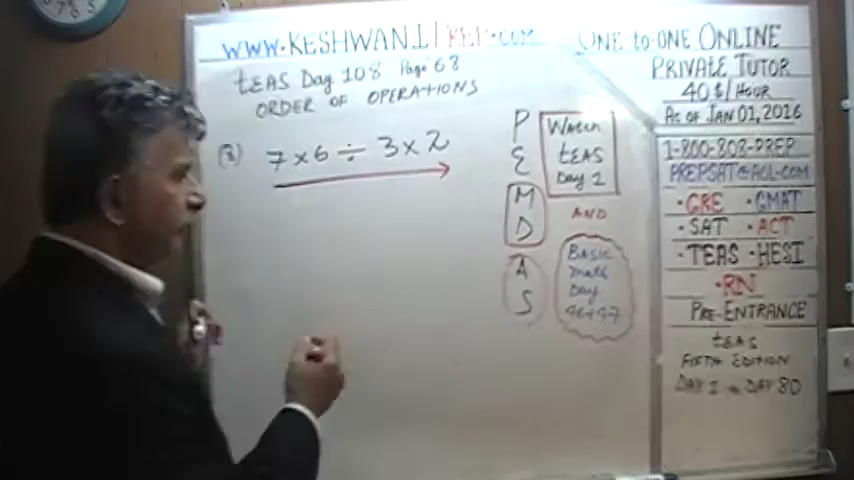 WWW.KESHWANI PREP.COM
TEAS Day 108 Page 68
ORDER OF OPERATIONS
7 x 6 ÷ 3 x 2
P
E
M
D
A
S
Watch
TEAS
Day 2
AND
BASIC
Math
Day
46+47
ONE-to-ONE ONLINE
PRIVATE TUTOR
40 $/HOUR
AS OF JAN 01, 2016
1-800-808-PREP
PREPSAT@AOL.COM
• GRE • GMAT
• SAT • ACT
• TEAS • HESI
• RN
PRE-ENTRANCE
TEAS
FIFTH EDITION
DAY 1 to DAY 80